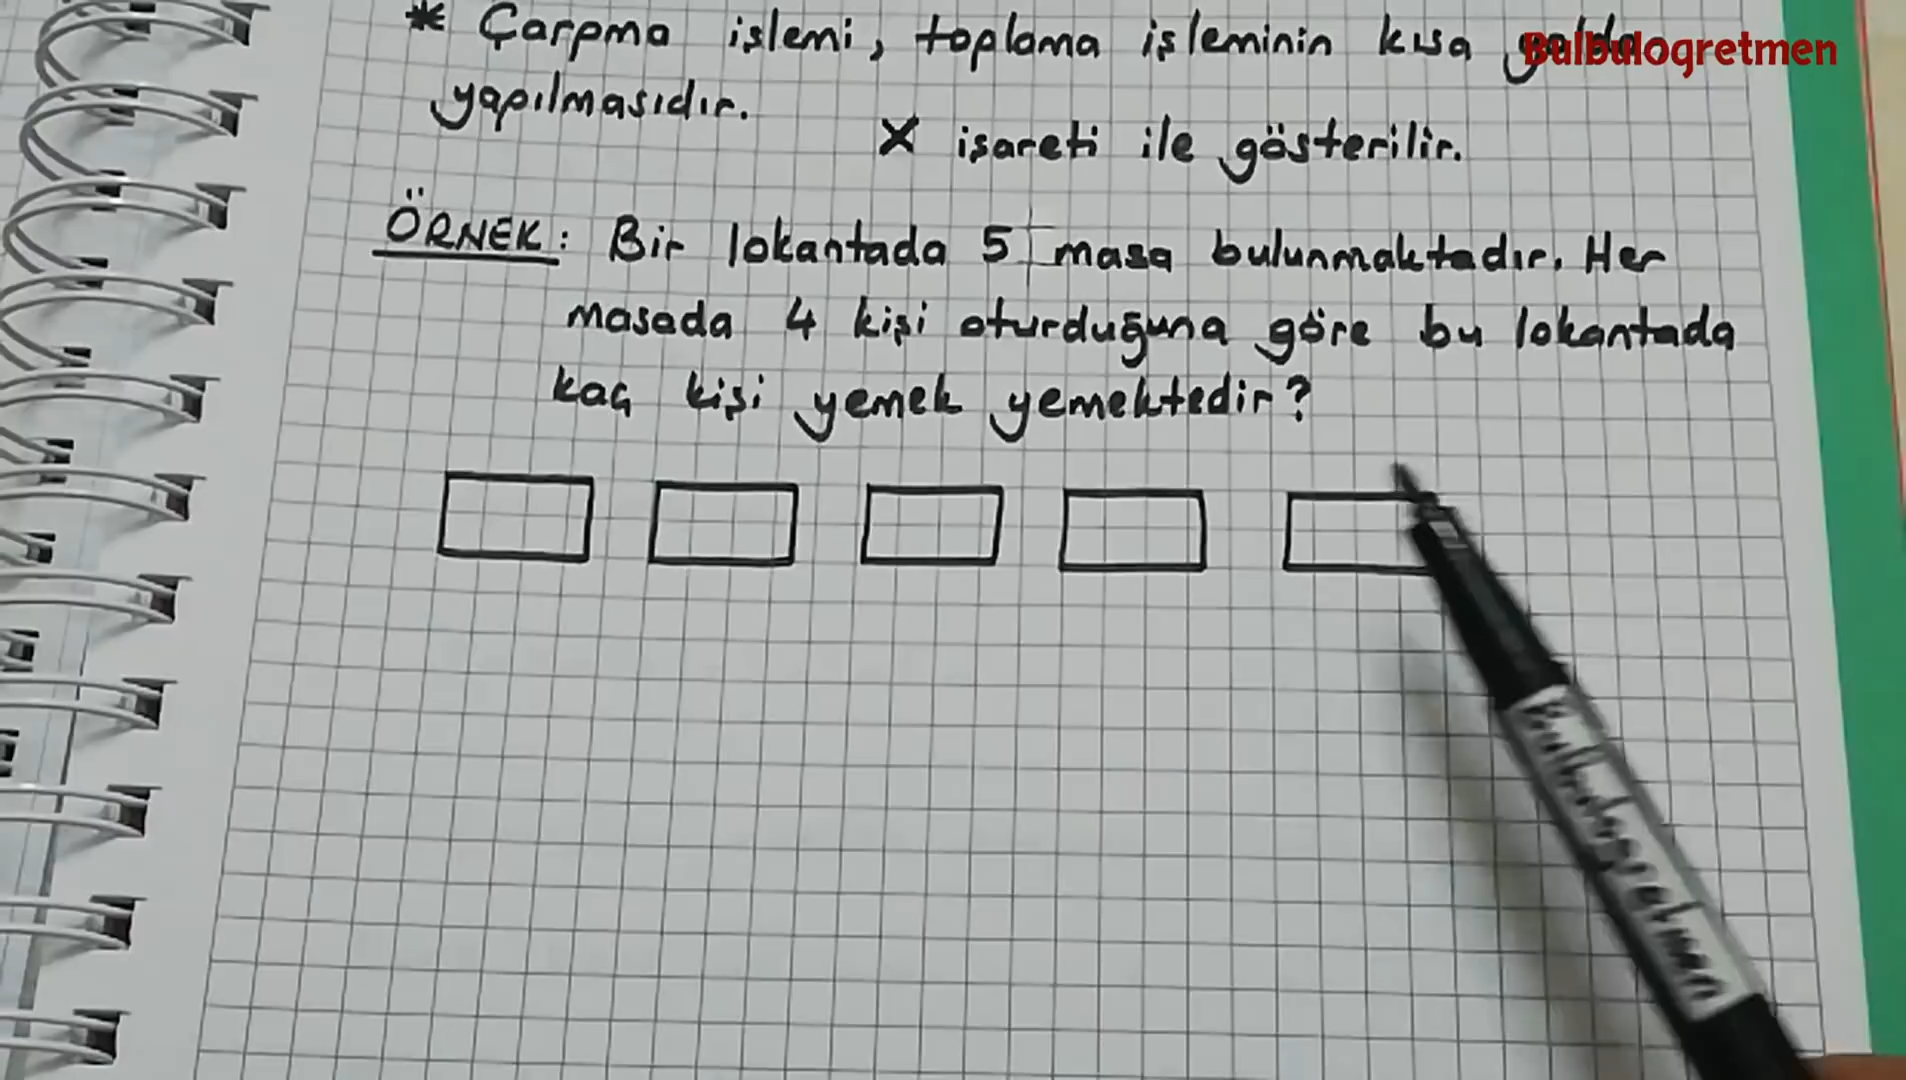 * Çarpma işlemi, toplama işleminin kısa
Bulbulogretmen
yapılmasıdır.
X işareti ile gösterilir.
ÖRNEK: Bir lokantada 5 masa bulunmaktadır. Her
masada 4 kişi oturduğuna göre bu lokantada
kaç kişi yemek yemektedir?
Bulbulogretmen